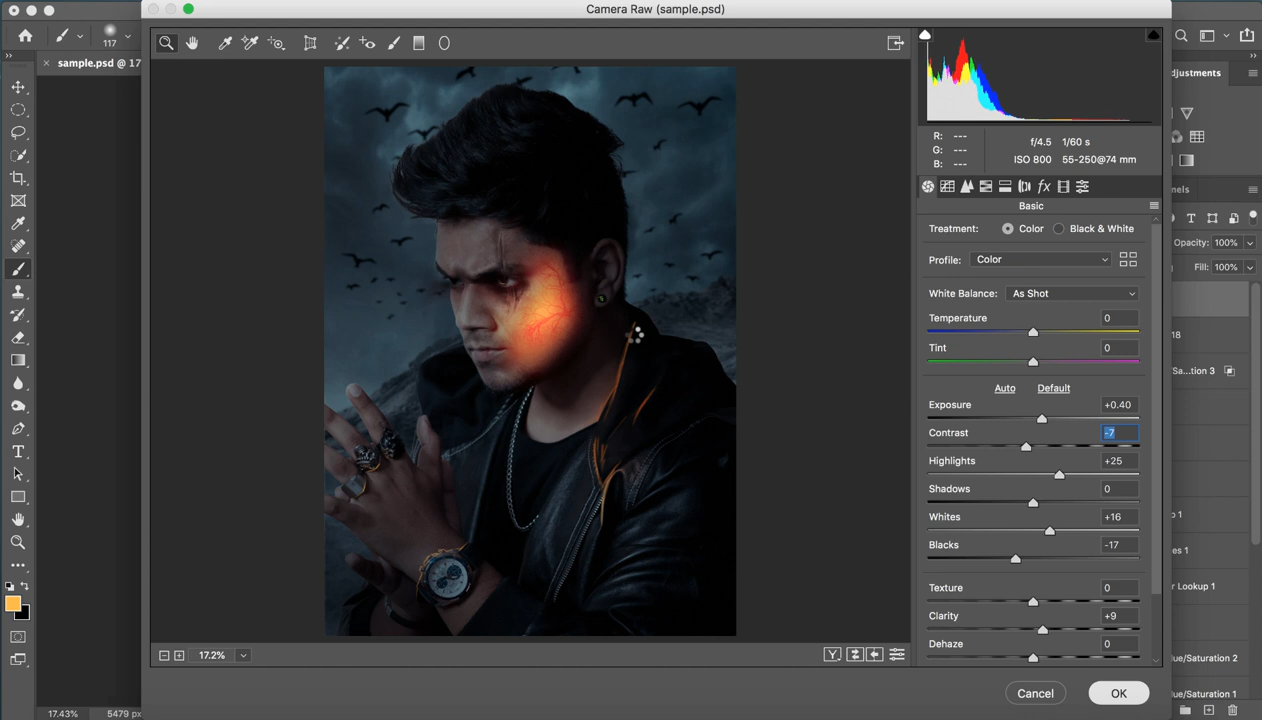 Camera Raw (sample.psd)
117
sample.psd @ 17
djustments
f/4.5 1/60 s
ISO 800 55-250@74 mm
R: ---
G: ---
B: ---
nels
Basic
Treatment: Color Black & White
Opacity: 100%
Profile: Color
Fill: 100%
White Balance: As Shot
Temperature 0
18
Tint 0
Sa...tion 3
Auto Default
Exposure +0.40
Contrast -7
Highlights +25
Shadows 0
Whites +16
p 1
Blacks -17
es 1
Texture 0
r Lookup 1
Clarity +9
Dehaze 0
17.2%
Y
ue/Saturation 2
Cancel OK
ue/Saturation 1
17.43% 5479 px